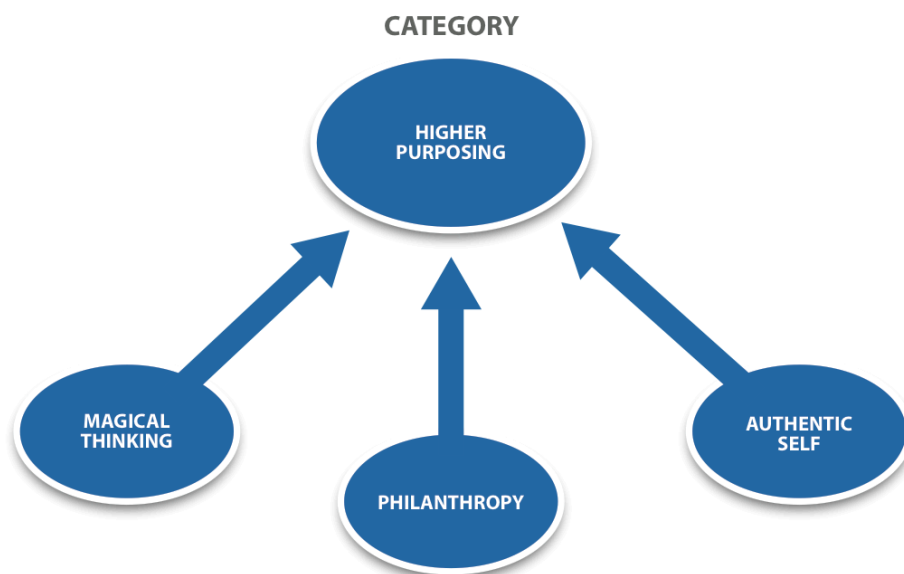 CATEGORY
HIGHER
PURPOSING
MAGICAL
THINKING
PHILANTHROPY
AUTHENTIC
SELF